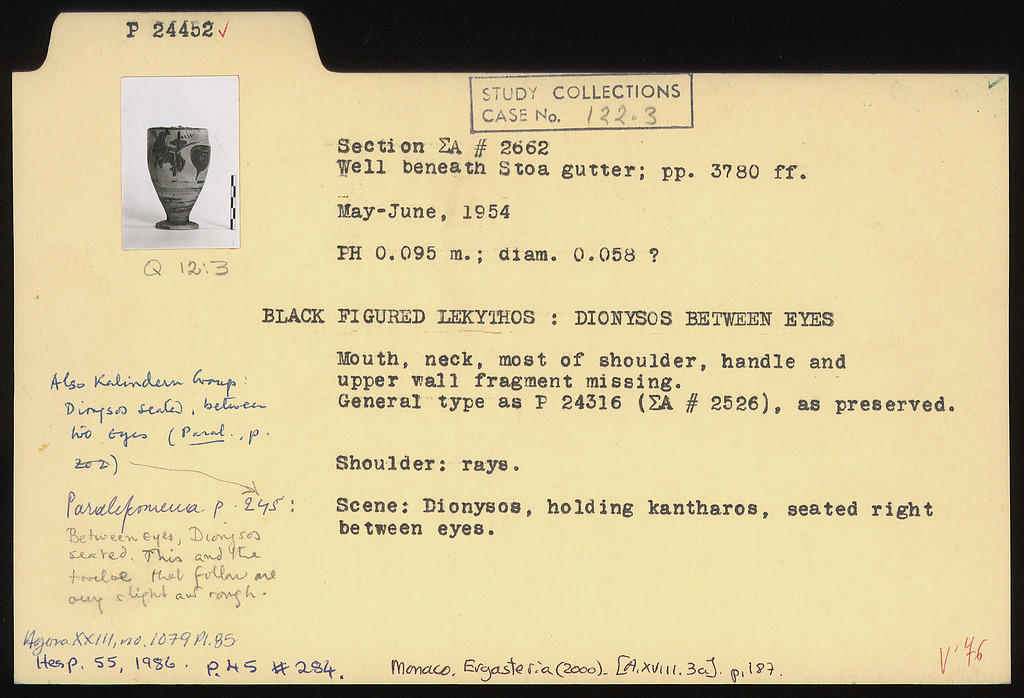 P 24452✓
STUDY COLLECTIONS
CASE No. 122-3
Section ΣA # 2662
Well beneath Stoa gutter; pp. 3780 ff.
May-June, 1954
PH 0.095 m.; diam. 0.058 ?
Q 12:3
BLACK FIGURED LEKYTHOS : DIONYSOS BETWEEN EYES
Mouth, neck, most of shoulder, handle and
upper wall fragment missing.
General type as P 24316 (ΣA # 2526), as preserved.
Shoulder: rays.
Scene: Dionysos, holding kantharos, seated right
between eyes.
Also Kalindern Group:
Dionysos seated, between
two eyes (Paral., p.
202)
Paralipomena p. 245:
Between eyes, Dionysos
seated. This and the
twelve that follow are
very slight and rough.
Agora XXIII, no. 1079 Pl. 85
Hesp. 55, 1986. p. 45 # 284.
Monaco, Ergasteria (2000). [A.XVIII.3a]. p. 187.
V '76